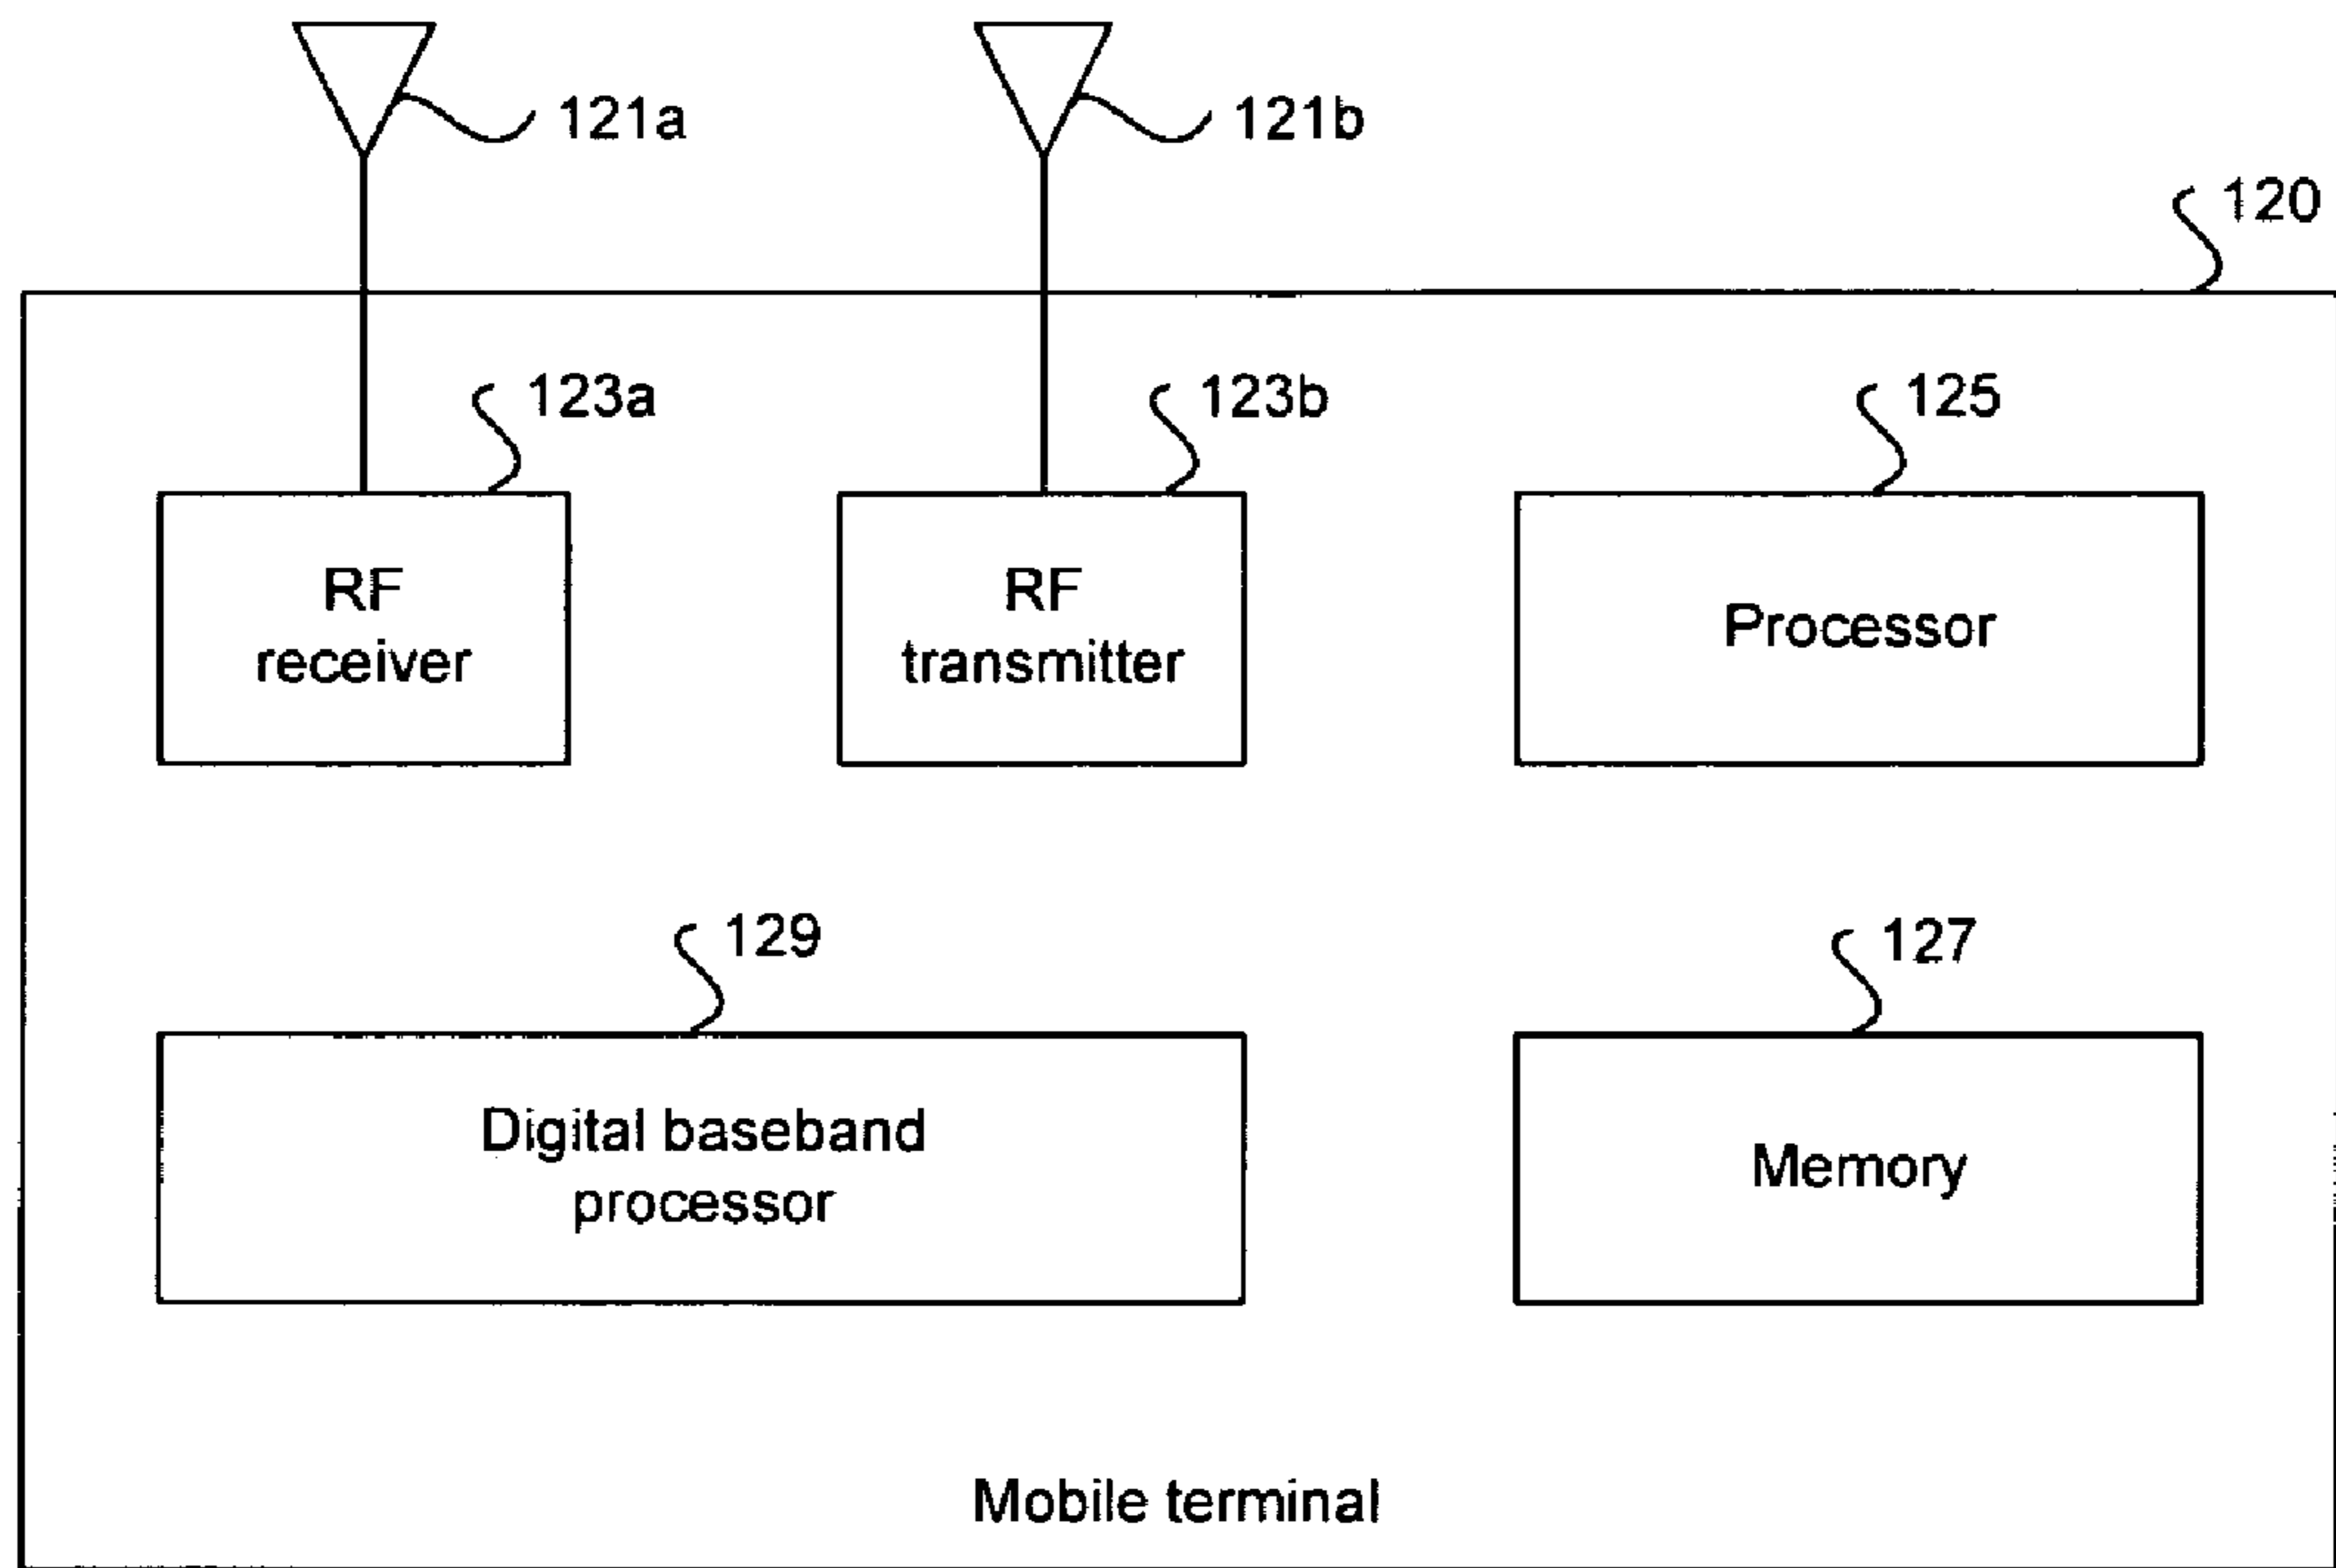 121a
121b
120
123a
123b
125
RF
receiver
RF
transmitter
Processor
129
127
Digital baseband
processor
Memory
Mobile terminal